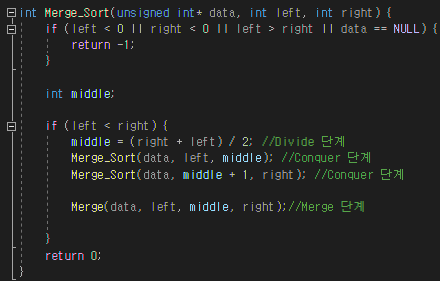 int Merge_Sort(unsigned int* data, int left, int right) {
if (left < 0 || right < 0 || left > right || data == NULL) {
return -1;
}
int middle;
if (left < right) {
middle = (right + left) / 2; //Divide 단계
Merge_Sort(data, left, middle); //Conquer 단계
Merge_Sort(data, middle + 1, right); //Conquer 단계
Merge(data, left, middle, right);//Merge 단계
}
return 0;
}